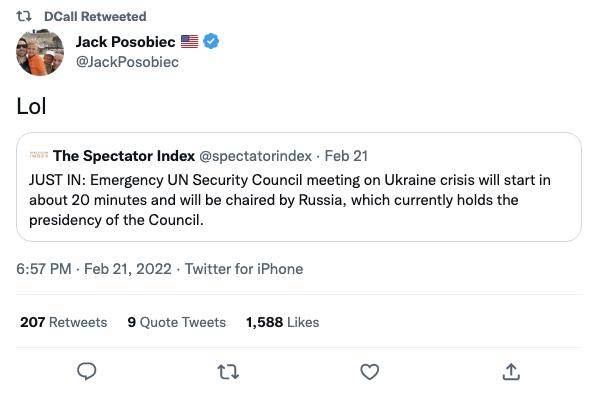 DCall Retweeted
Jack Posobiec 🇺🇸
@JackPosobiec
Lol
The Spectator Index @spectatorindex · Feb 21
JUST IN: Emergency UN Security Council meeting on Ukraine crisis will start in
about 20 minutes and will be chaired by Russia, which currently holds the
presidency of the Council.
6:57 PM · Feb 21, 2022 · Twitter for iPhone
207 Retweets 9 Quote Tweets 1,588 Likes